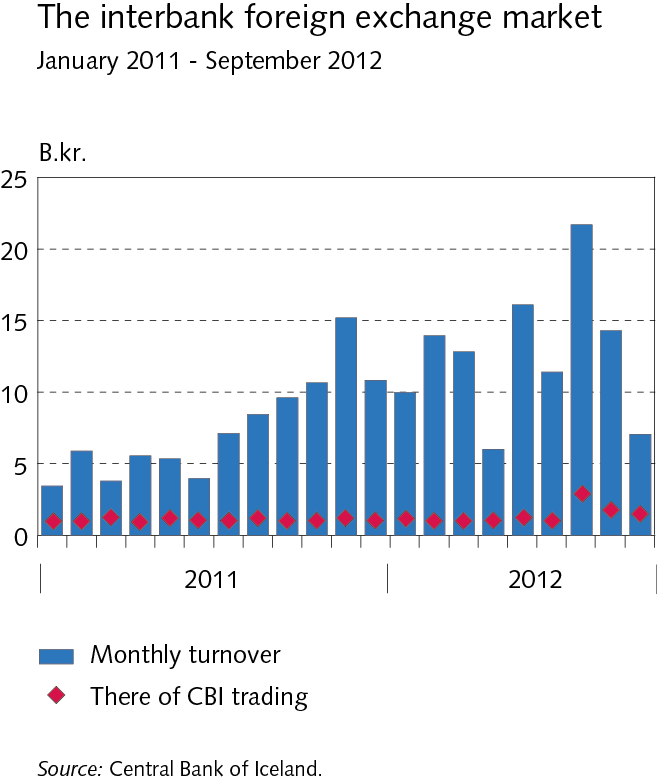 The interbank foreign exchange market
January 2011 - September 2012
B.kr.
25
20
15
10
5
0
2011
2012
Monthly turnover
There of CBI trading
Source: Central Bank of Iceland.